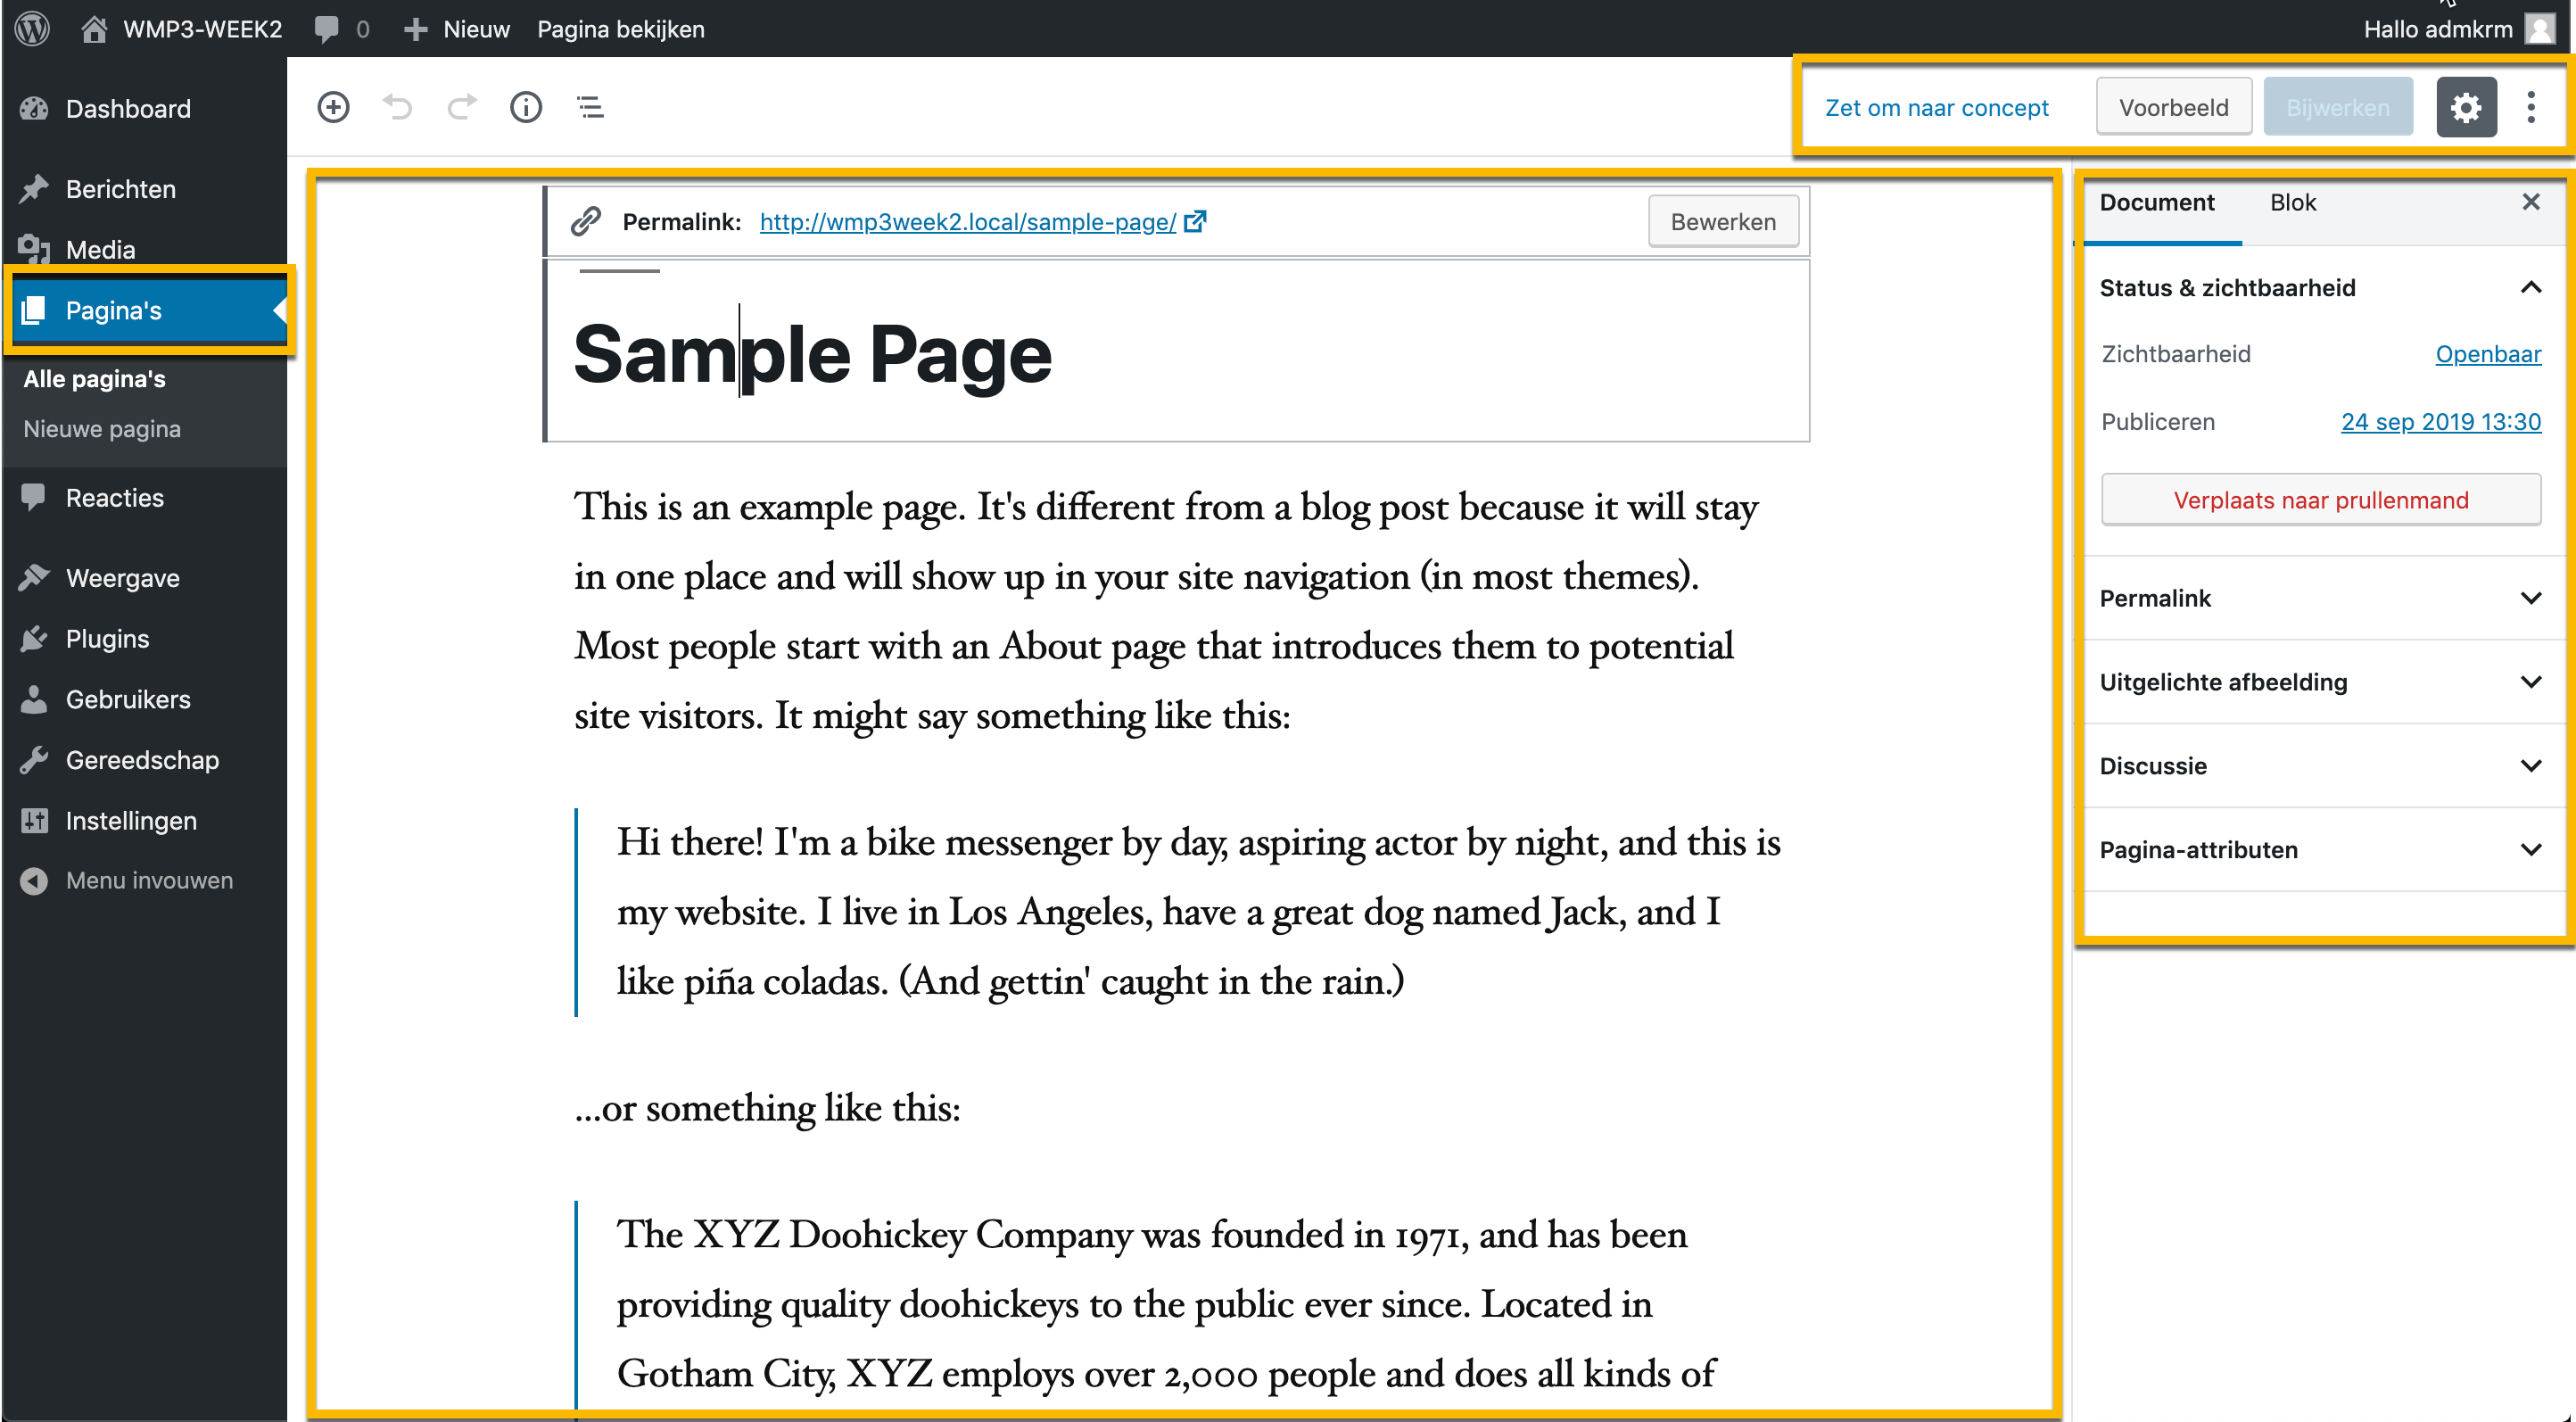 WMP3-WEEK2 0 Nieuw Pagina bekijken Hallo admkrm
Dashboard
Berichten
Media
Pagina's
Alle pagina's
Nieuwe pagina
Reacties
Weergave
Plugins
Gebruikers
Gereedschap
Instellingen
Menu invouwen
Zet om naar concept Voorbeeld Bijwerken
Permalink: http://wmp3week2.local/sample-page/ Bewerken
Sample Page
This is an example page. It's different from a blog post because it will stay
in one place and will show up in your site navigation (in most themes).
Most people start with an About page that introduces them to potential
site visitors. It might say something like this:
Hi there! I'm a bike messenger by day, aspiring actor by night, and this is
my website. I live in Los Angeles, have a great dog named Jack, and I
like piña coladas. (And gettin' caught in the rain.)
...or something like this:
The XYZ Doohickey Company was founded in 1971, and has been
providing quality doohickeys to the public ever since. Located in
Gotham City, XYZ employs over 2,000 people and does all kinds of
Document Blok
Status & zichtbaarheid
Zichtbaarheid Openbaar
Publiceren 24 sep 2019 13:30
Verplaats naar prullenmand
Permalink
Uitgelichte afbeelding
Discussie
Pagina-attributen